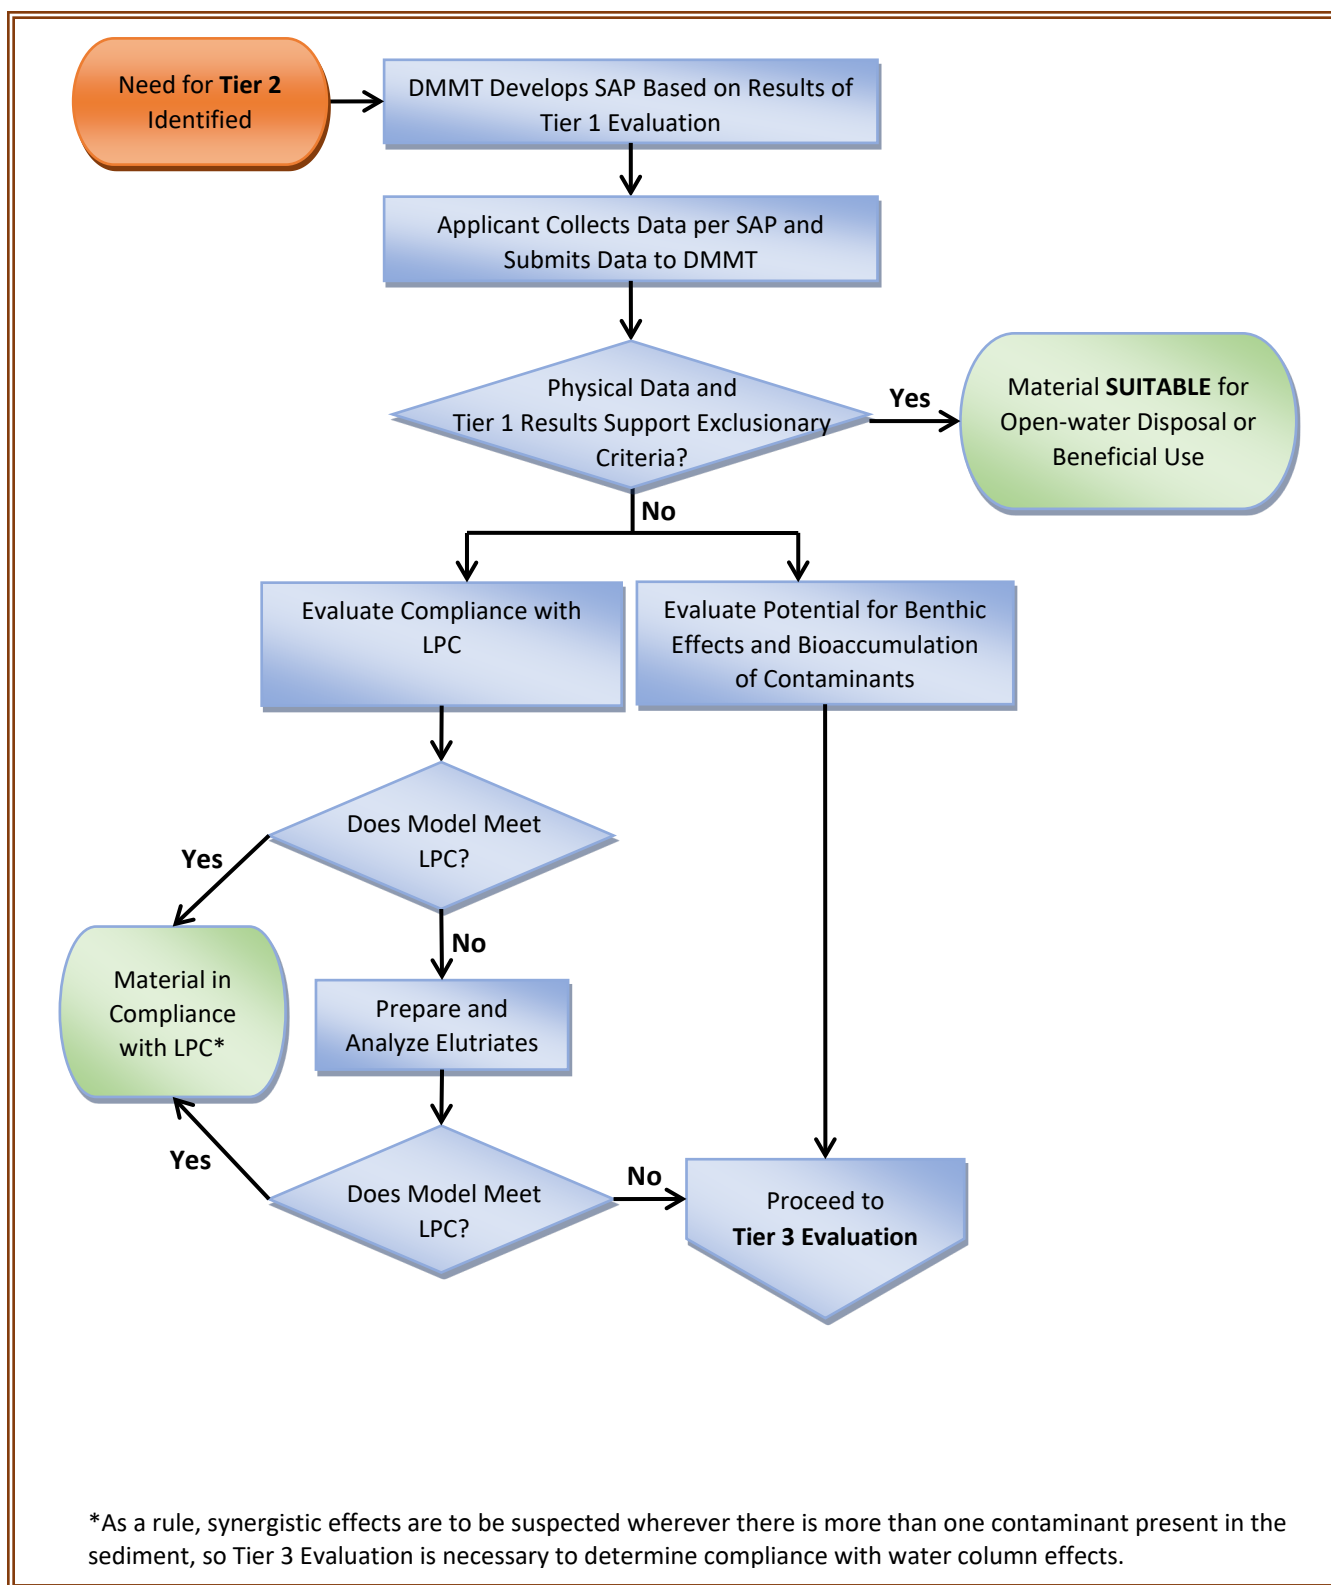 Need for Tier 2
Identified
DMMT Develops SAP Based on Results of
Tier 1 Evaluation
Applicant Collects Data per SAP and
Submits Data to DMMT
Physical Data and
Tier 1 Results Support Exclusionary
Criteria?
Yes
Material SUITABLE for
Open-water Disposal or
Beneficial Use
No
Evaluate Compliance with
LPC
Evaluate Potential for Benthic
Effects and Bioaccumulation
of Contaminants
Does Model Meet
LPC?
Yes
No
Material in
Compliance
with LPC*
Prepare and
Analyze Elutriates
Yes
Does Model Meet
LPC?
No
Proceed to
Tier 3 Evaluation
*As a rule, synergistic effects are to be suspected wherever there is more than one contaminant present in the
sediment, so Tier 3 Evaluation is necessary to determine compliance with water column effects.